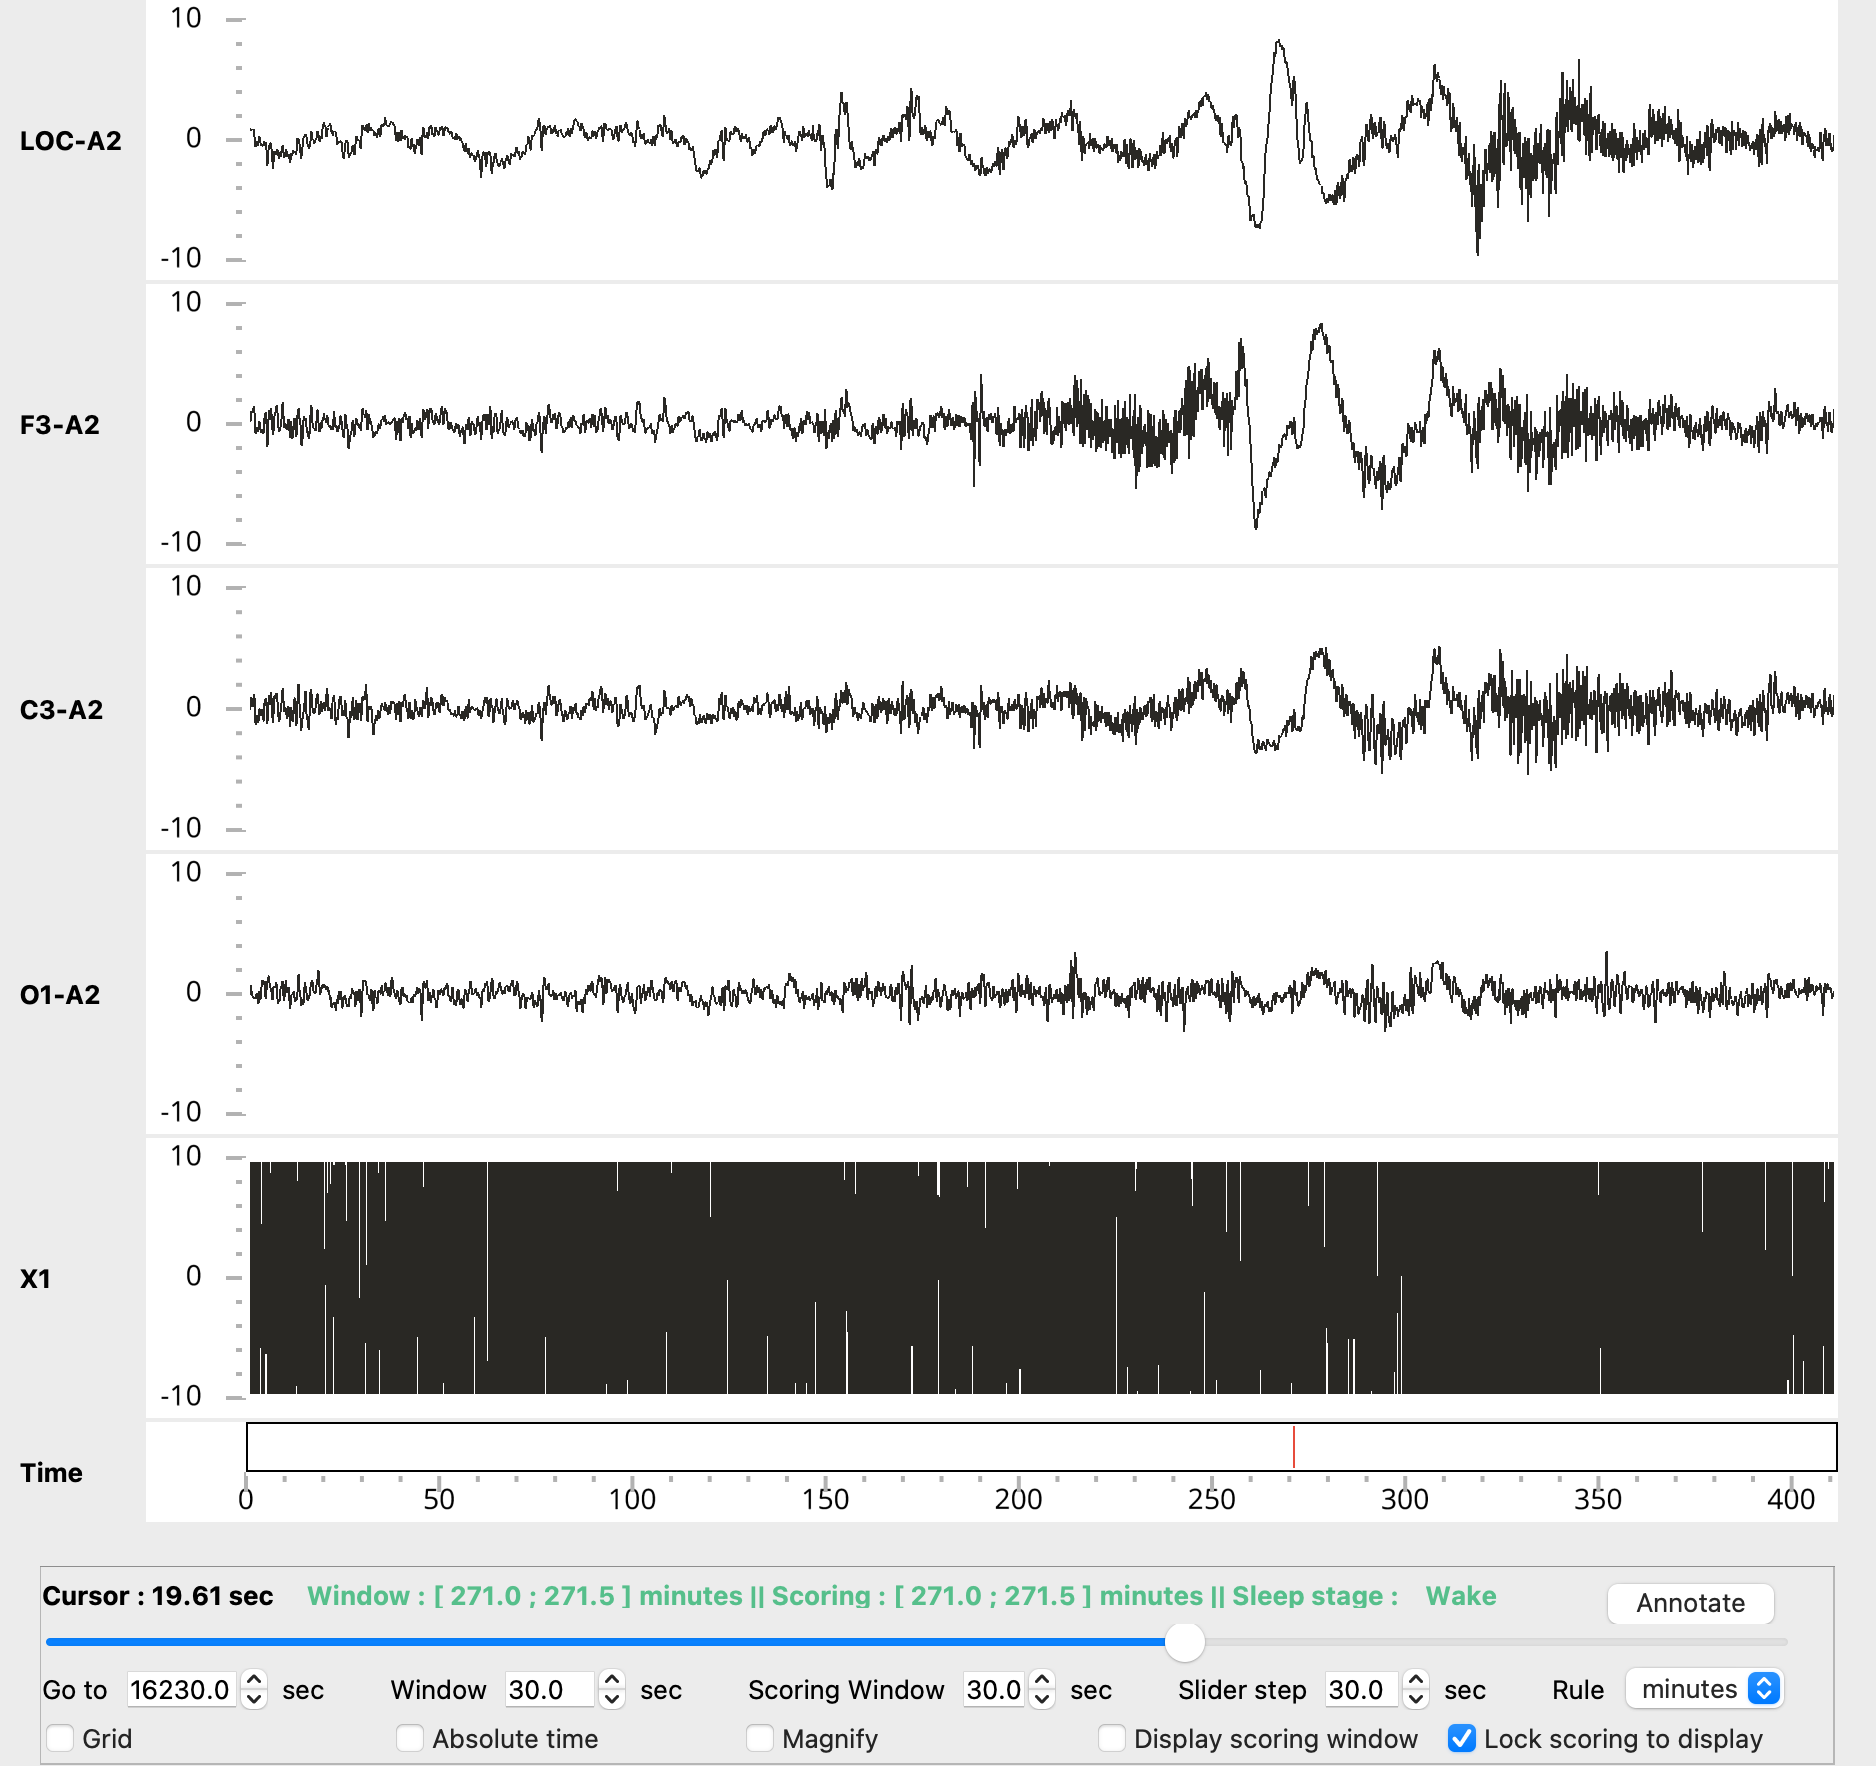 10
LOC-A2
0
-10
10
F3-A2
0
-10
10
C3-A2
0
-10
10
O1-A2
0
-10
10
X1
0
-10
Time
0 50 100 150 200 250 300 350 400
Cursor : 19.61 sec Window : [ 271.0 ; 271.5 ] minutes || Scoring : [ 271.0 ; 271.5 ] minutes || Sleep stage : Wake Annotate
Go to 16230.0 sec Window 30.0 sec Scoring Window 30.0 sec Slider step 30.0 sec Rule minutes
Grid Absolute time Magnify Display scoring window Lock scoring to display